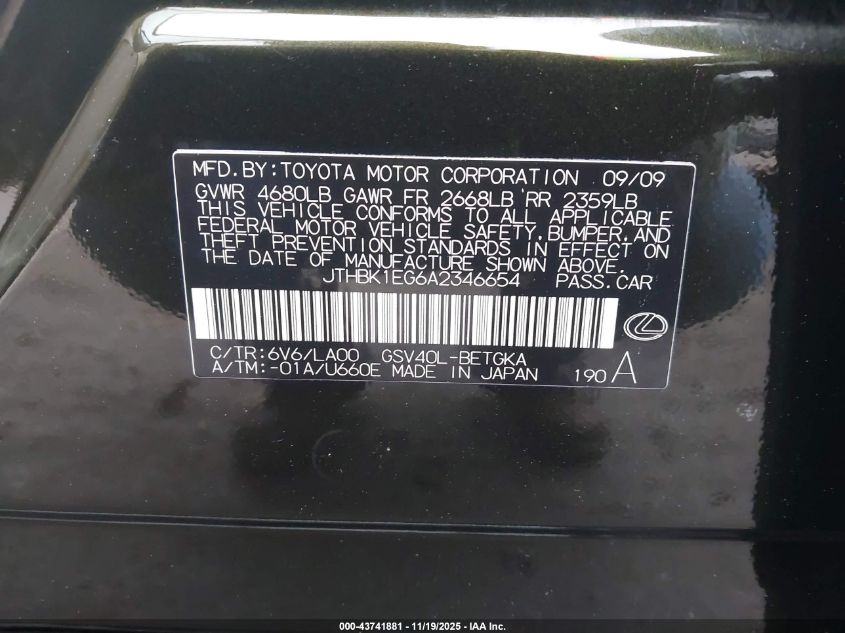 MFD.BY:TOYOTA MOTOR CORPORATION 09/09
GVWR 4680LB GAWR FR 2668LB RR 2359LB
THIS VEHICLE CONFORMS TO ALL APPLICABLE
FEDERAL MOTOR VEHICLE SAFETY,BUMPER,AND
THEFT PREVENTION STANDARDS IN EFFECT ON
THE DATE OF MANUFACTURE SHOWN ABOVE.
JTHBK1EG6A2346654 PASS.CAR
C/TR:6V6/LA00 GSV40L-BETGKA
A/TM:-01A/U660E MADE IN JAPAN 190 A
000-43741881 - 11/19/2025 - IAA Inc.